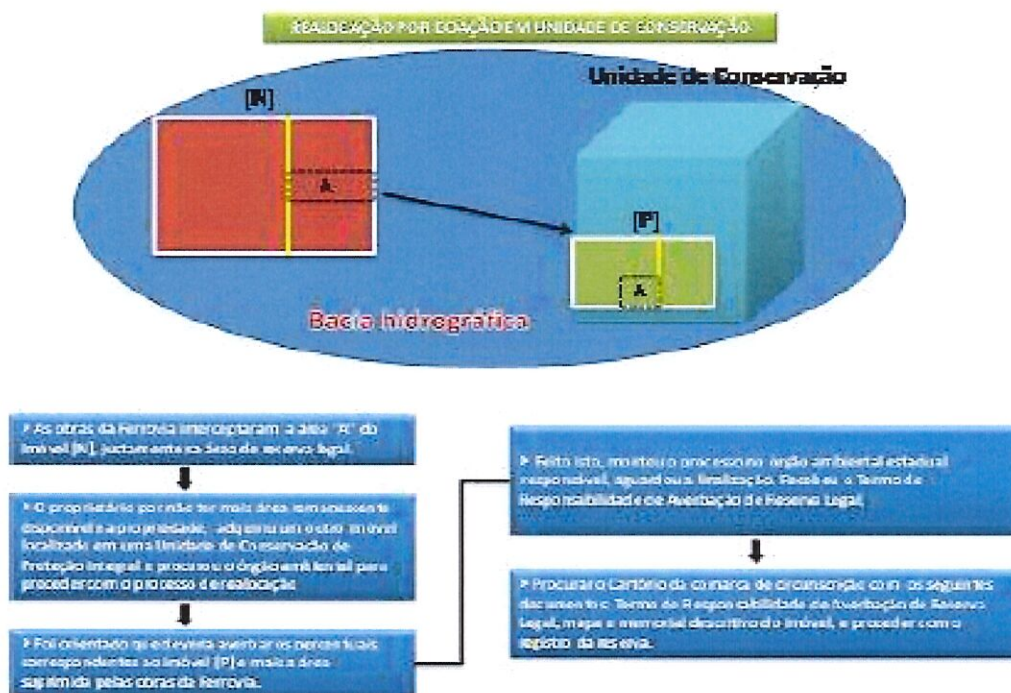 REALOCAÇÃO POR DOAÇÃO EM UNIDADE DE CONSERVAÇÃO
Unidade de Conservação
[N]
A
[P]
A
Bacia hidrográfica
➤ As obras da Ferrovia interceptaram a área "A" do
imóvel [N], justamente na área de reserva legal.
➤ O proprietário por não ter mais área remanescente
disponível na propriedade, adquiriu um outro imóvel
localizado em uma Unidade de Conservação de
Proteção Integral e procurou o órgão ambiental para
proceder com o processo de realocação
➤ Foi orientado que deveria averbar os percentuais
correspondentes ao imóvel [P] e mais a área
suprimida pelas obras da Ferrovia.
➤ Feito isto, montou o processo no órgão ambiental estadual
responsável, aguardou a finalização. Recebeu o Termo de
Responsabilidade de Averbação de Reserva Legal.
➤ Procurar o Cartório da comarca de circunscrição com os seguintes
documentos: Termo de Responsabilidade de Averbação de Reserva
Legal, mapa e memorial descritivo do imóvel, e proceder com o
registro da reserva.